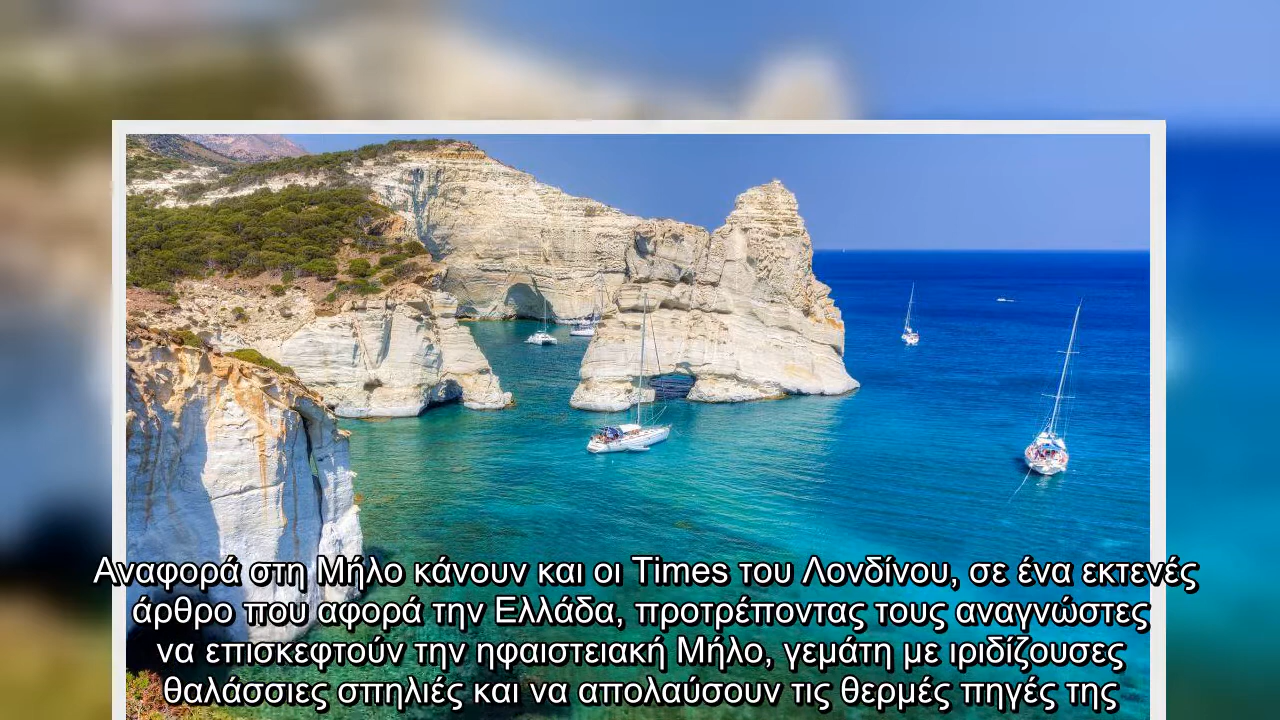 Αναφορά στη Μήλο κάνουν και οι Times του Λονδίνου, σε ένα εκτενές
άρθρο που αφορά την Ελλάδα, προτρέποντας τους αναγνώστες
να επισκεφτούν την ηφαιστειακή Μήλο, γεμάτη με ιριδίζουσες
θαλάσσιες σπηλιές και να απολαύσουν τις θερμές πηγές της